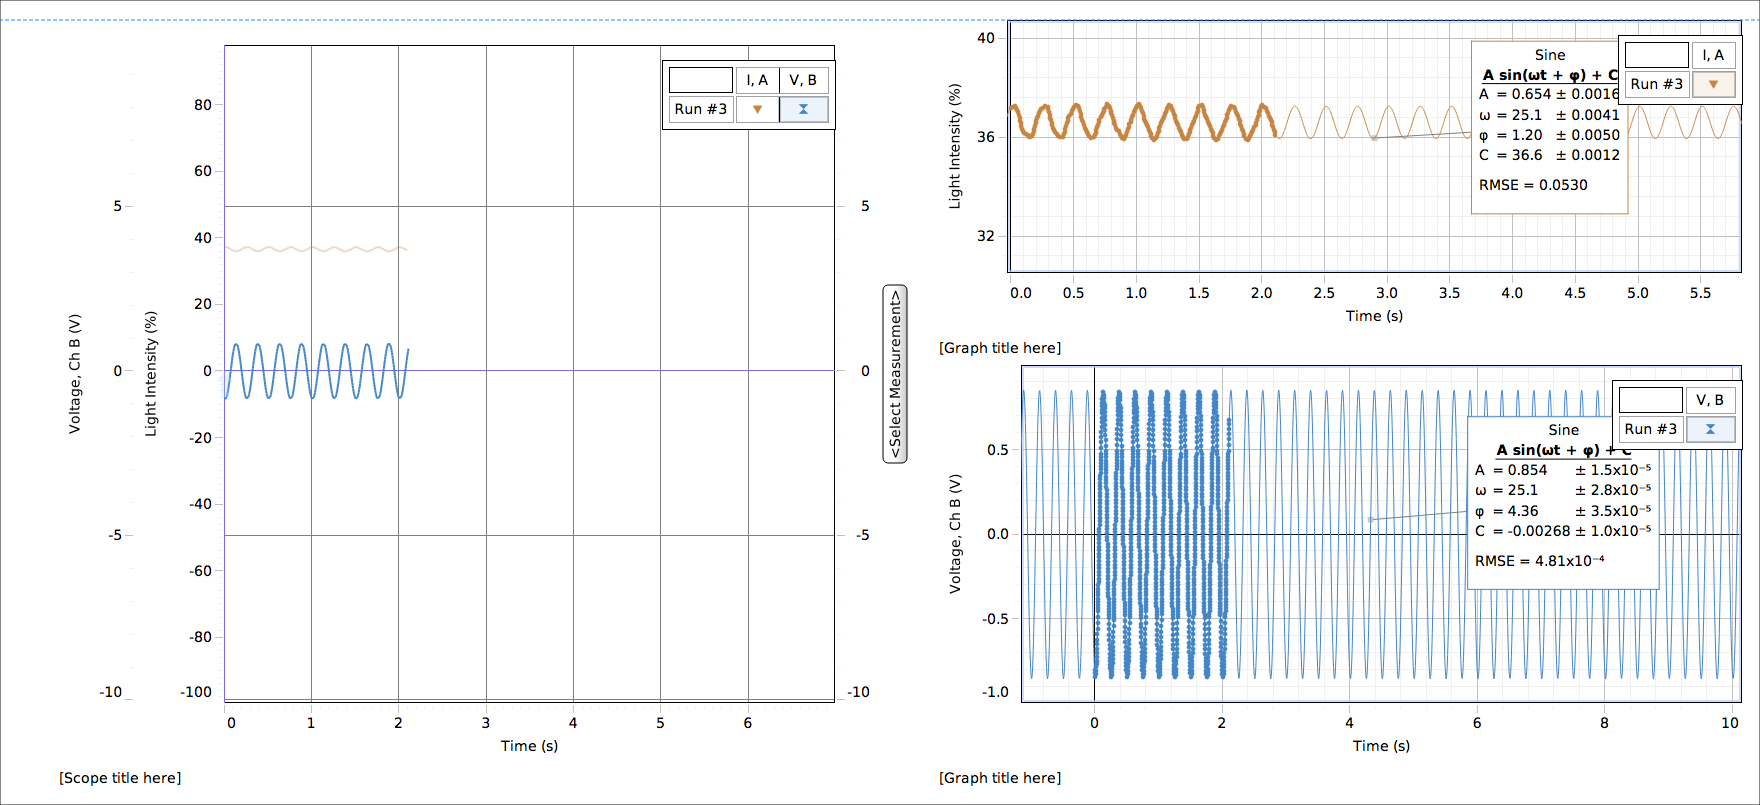 I, A V, B
Run #3
80
60
40
20
0
-20
-40
-60
-80
-100
5
0
-5
-10
5
0
-5
-10
Voltage, Ch B (V)
Light Intensity (%)
<Select Measurement>
0 1 2 3 4 5 6
Time (s)
[Scope title here]
40
36
32
Light Intensity (%)
I, A
Run #3
Sine
A sin(ωt + φ) + C
A = 0.654 ± 0.0016
ω = 25.1 ± 0.0041
φ = 1.20 ± 0.0050
C = 36.6 ± 0.0012
RMSE = 0.0530
0.0 0.5 1.0 1.5 2.0 2.5 3.0 3.5 4.0 4.5 5.0 5.5
Time (s)
[Graph title here]
V, B
Run #3
Sine
A sin(ωt + φ) + C
A = 0.854 ± 1.5x10⁻⁵
ω = 25.1 ± 2.8x10⁻⁵
φ = 4.36 ± 3.5x10⁻⁵
C = -0.00268 ± 1.0x10⁻⁵
RMSE = 4.81x10⁻⁴
0.5
0.0
-0.5
-1.0
Voltage, Ch B (V)
0 2 4 6 8 10
Time (s)
[Graph title here]